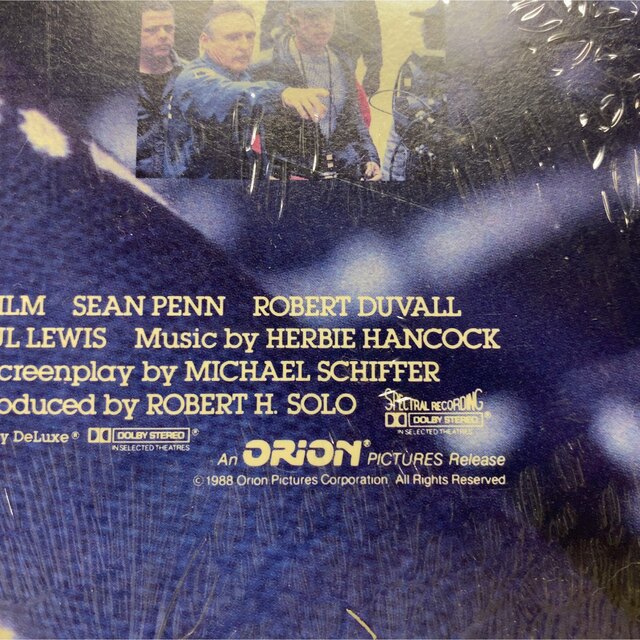 ILM SEAN PENN ROBERT DUVALL
UL LEWIS Music by HERBIE HANCOCK
creenplay by MICHAEL SCHIFFER
oduced by ROBERT H. SOLO
SPECTRAL RECORDING
DOLBY STEREO®
IN SELECTED THEATRES
y DeLuxe® DOLBY STEREO®
IN SELECTED THEATRES
An ORION® PICTURES Release
©1988 Orion Pictures Corporation All Rights Reserved